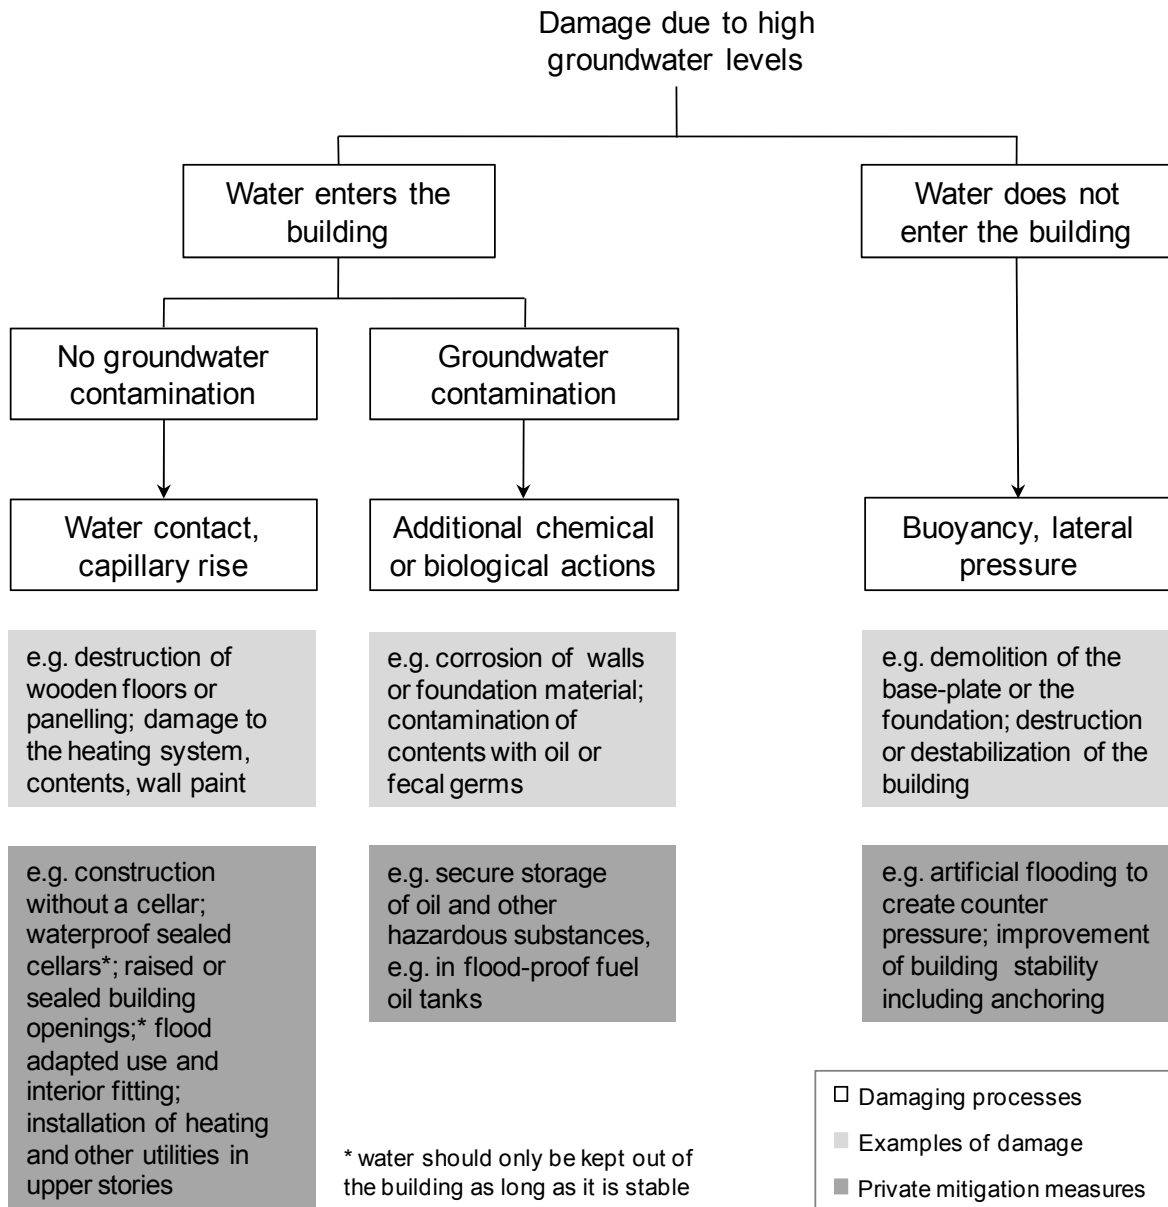 Damage due to high
groundwater levels
Water enters the
building
Water does not
enter the building
No groundwater
contamination
Groundwater
contamination
Water contact,
capillary rise
Additional chemical
or biological actions
Buoyancy, lateral
pressure
e.g. destruction of
wooden floors or
panelling; damage to
the heating system,
contents, wall paint
e.g. corrosion of walls
or foundation material;
contamination of
contents with oil or
fecal germs
e.g. demolition of the
base-plate or the
foundation; destruction
or destabilization of the
building
e.g. construction
without a cellar;
waterproof sealed
cellars*; raised or
sealed building
openings;* flood
adapted use and
interior fitting;
installation of heating
and other utilities in
upper stories
e.g. secure storage
of oil and other
hazardous substances,
e.g. in flood-proof fuel
oil tanks
e.g. artificial flooding to
create counter
pressure; improvement
of building stability
including anchoring
* water should only be kept out of
the building as long as it is stable
Damaging processes
Examples of damage
Private mitigation measures